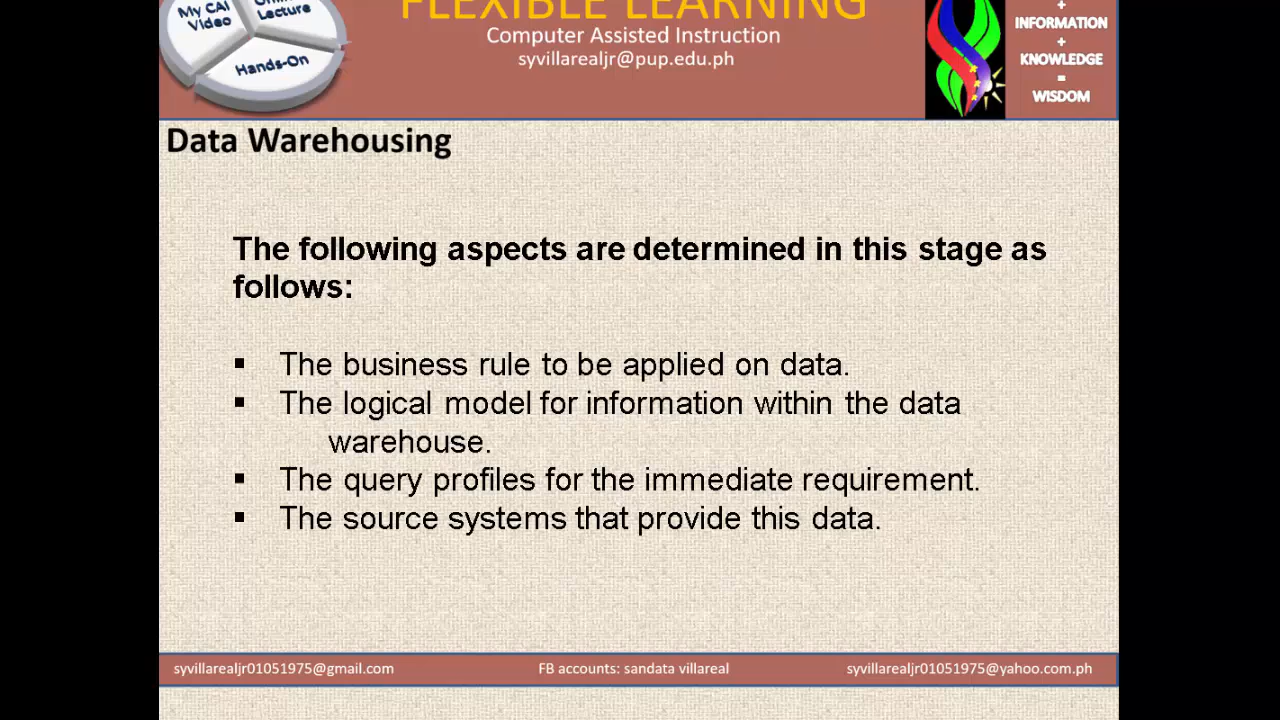 My CAI
Video
Lecture
Hands-On
FLEXIBLE LEARNING
Computer Assisted Instruction
syvillarealjr@pup.edu.ph
+
INFORMATION
+
KNOWLEDGE
=
WISDOM
Data Warehousing
The following aspects are determined in this stage as
follows:
▪ The business rule to be applied on data.
▪ The logical model for information within the data
warehouse.
▪ The query profiles for the immediate requirement.
▪ The source systems that provide this data.
syvillarealjr01051975@gmail.com
FB accounts: sandata villareal
syvillarealjr01051975@yahoo.com.ph